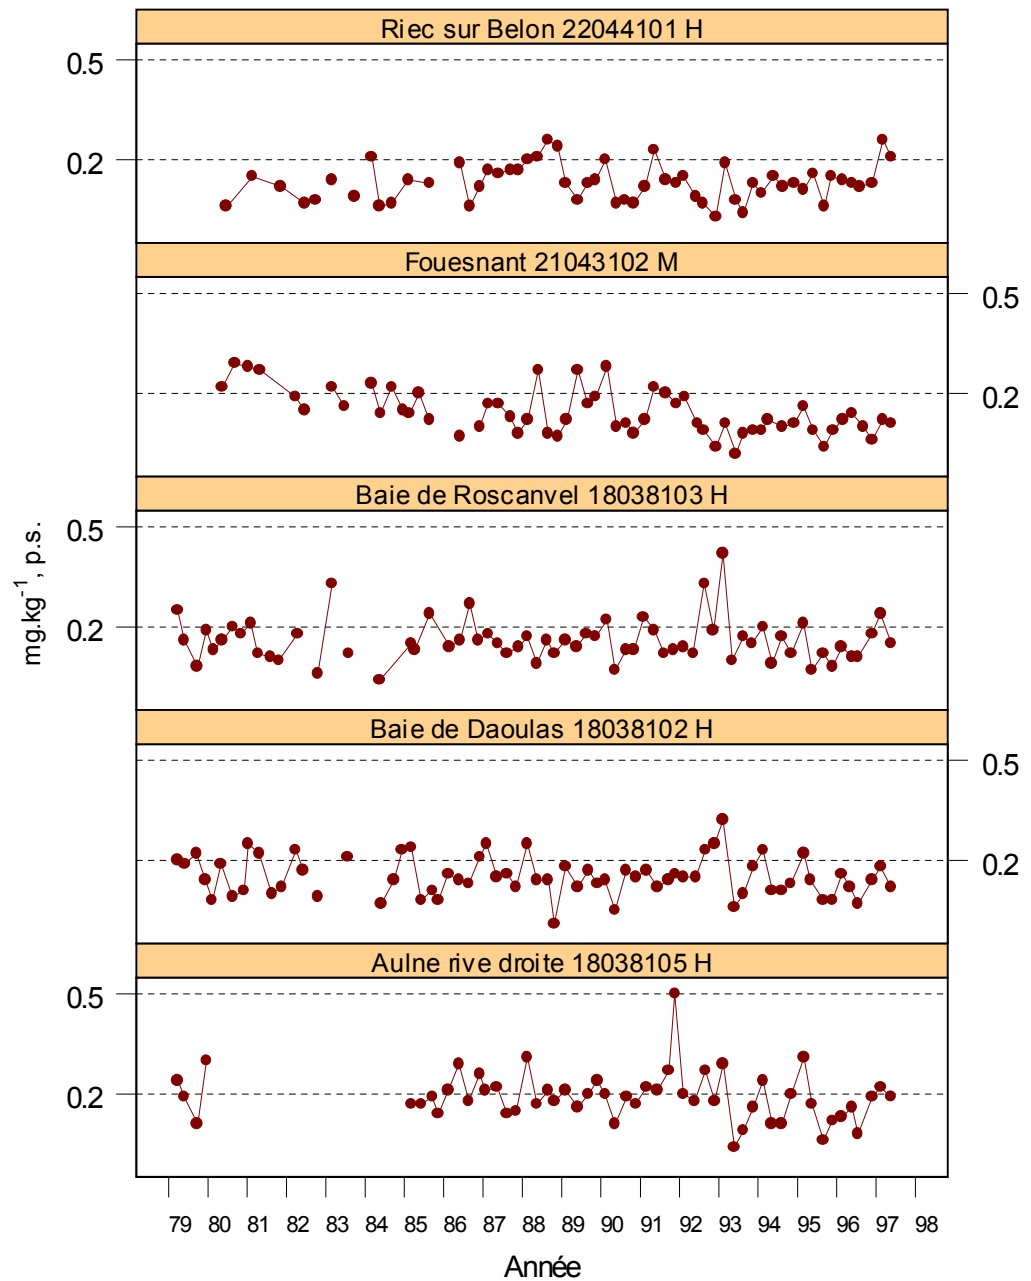 Riec sur Belon 22044101 H
0.5
0.2
Fouesnant 21043102 M
0.5
0.2
Baie de Roscanvel 18038103 H
0.5
0.2
mg.kg⁻¹, p.s.
Baie de Daoulas 18038102 H
0.5
0.2
Aulne rive droite 18038105 H
0.5
0.2
79 80 81 82 83 84 85 86 87 88 89 90 91 92 93 94 95 96 97 98
Année